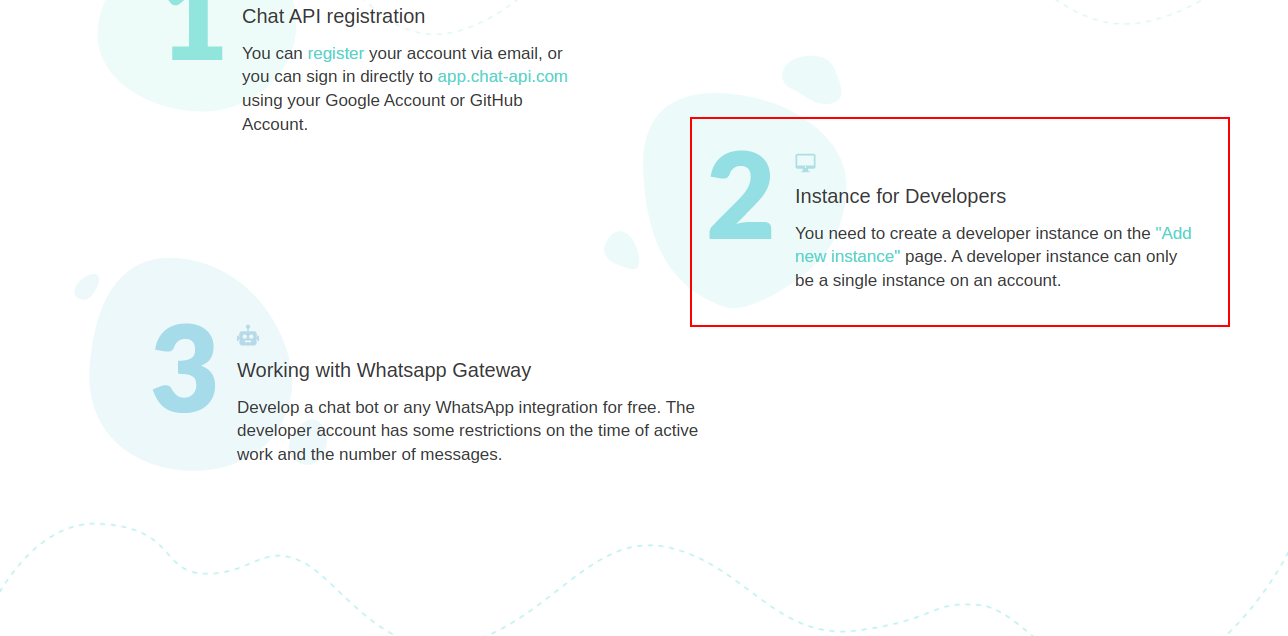 1
Chat API registration
You can register your account via email, or
you can sign in directly to app.chat-api.com
using your Google Account or GitHub
Account.
2
Instance for Developers
You need to create a developer instance on the "Add
new instance" page. A developer instance can only
be a single instance on an account.
3
Working with Whatsapp Gateway
Develop a chat bot or any WhatsApp integration for free. The
developer account has some restrictions on the time of active
work and the number of messages.